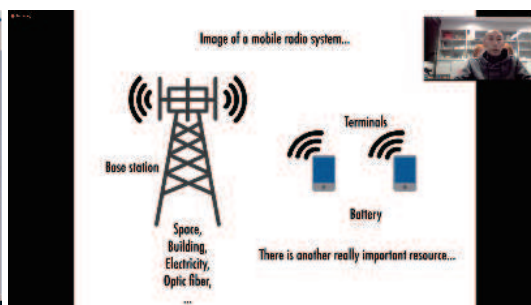 Image of a mobile radio system...
Terminals
Base station
Battery
Space,
Building,
Electricity,
Optic fiber,
...
There is another really important resource...